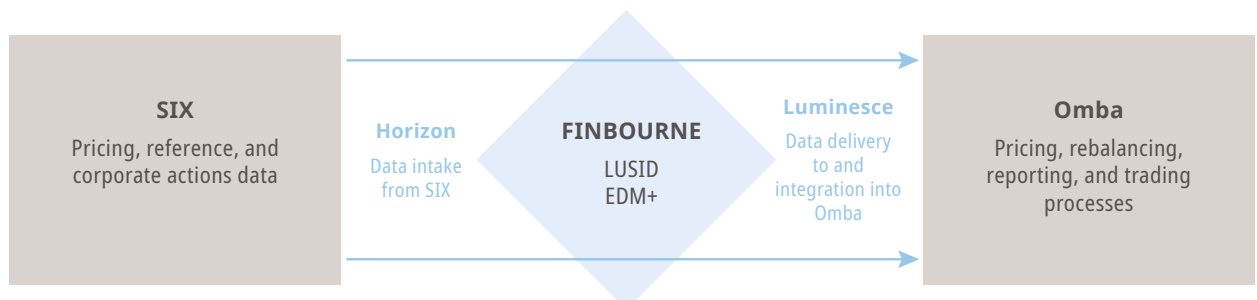 SIX
Pricing, reference, and
corporate actions data
Horizon
Data intake
from SIX
FINBOURNE
LUSID
EDM+
Luminesce
Data delivery
to and
integration into
Omba
Omba
Pricing, rebalancing,
reporting, and trading
processes